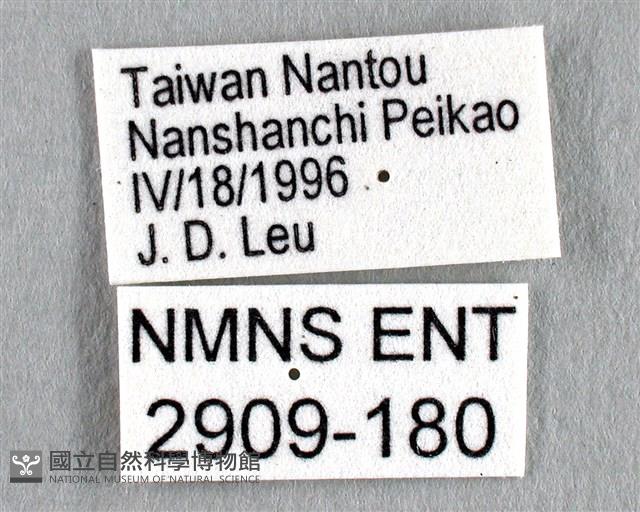 Taiwan Nantou
Nanshanchi Peikao
IV/18/1996
J. D. Leu
NMNS ENT
2909-180
國立自然科學博物館
NATIONAL MUSEUM OF NATURAL SCIENCE